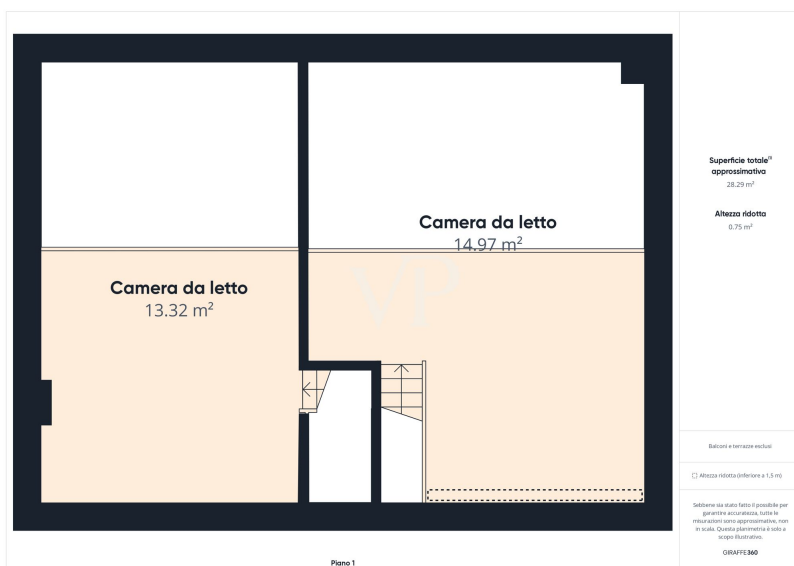 Camera da letto
14.97 m²
Camera da letto
13.32 m²
VP
Piano 1
Superficie totale⁽¹⁾
approssimativa
28.29 m²
Altezza ridotta
0.75 m²
Balconi e terrazze esclusi
Altezza ridotta (inferiore a 1,5 m)
Sebbene sia stato fatto il possibile per
garantire accuratezza, tutte le
misurazioni sono approssimative, non
in scala. Questa planimetria è solo a
scopo illustrativo.
GIRAFFE360